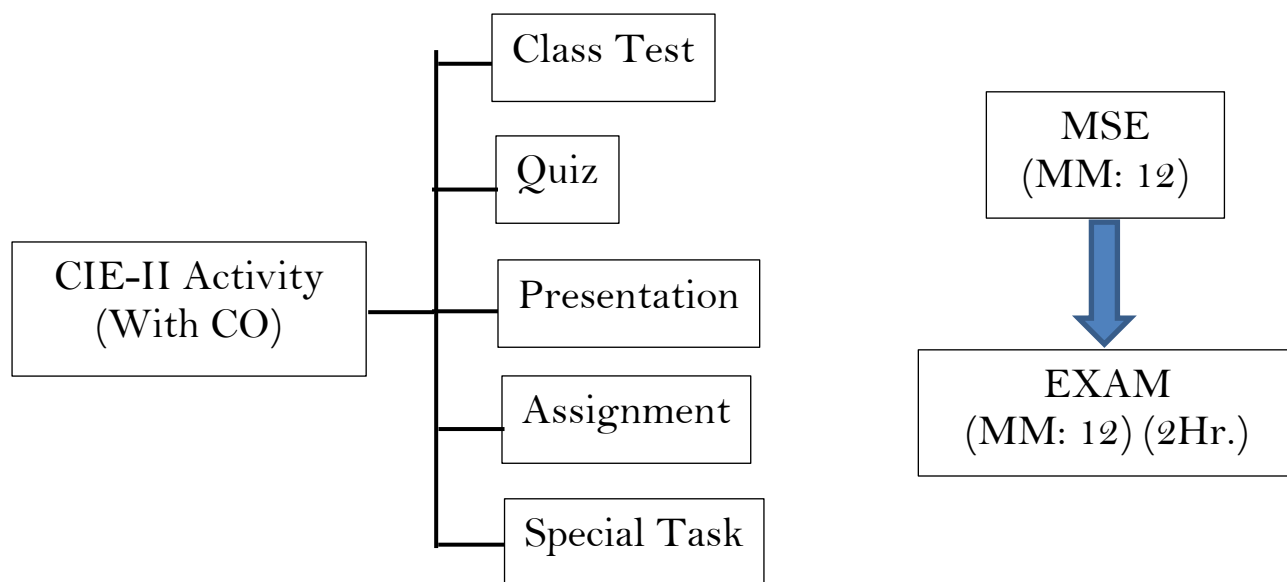 Class Test
Quiz
CIE-II Activity
(With CO)
Presentation
Assignment
Special Task
MSE
(MM: 12)
EXAM
(MM: 12) (2Hr.)